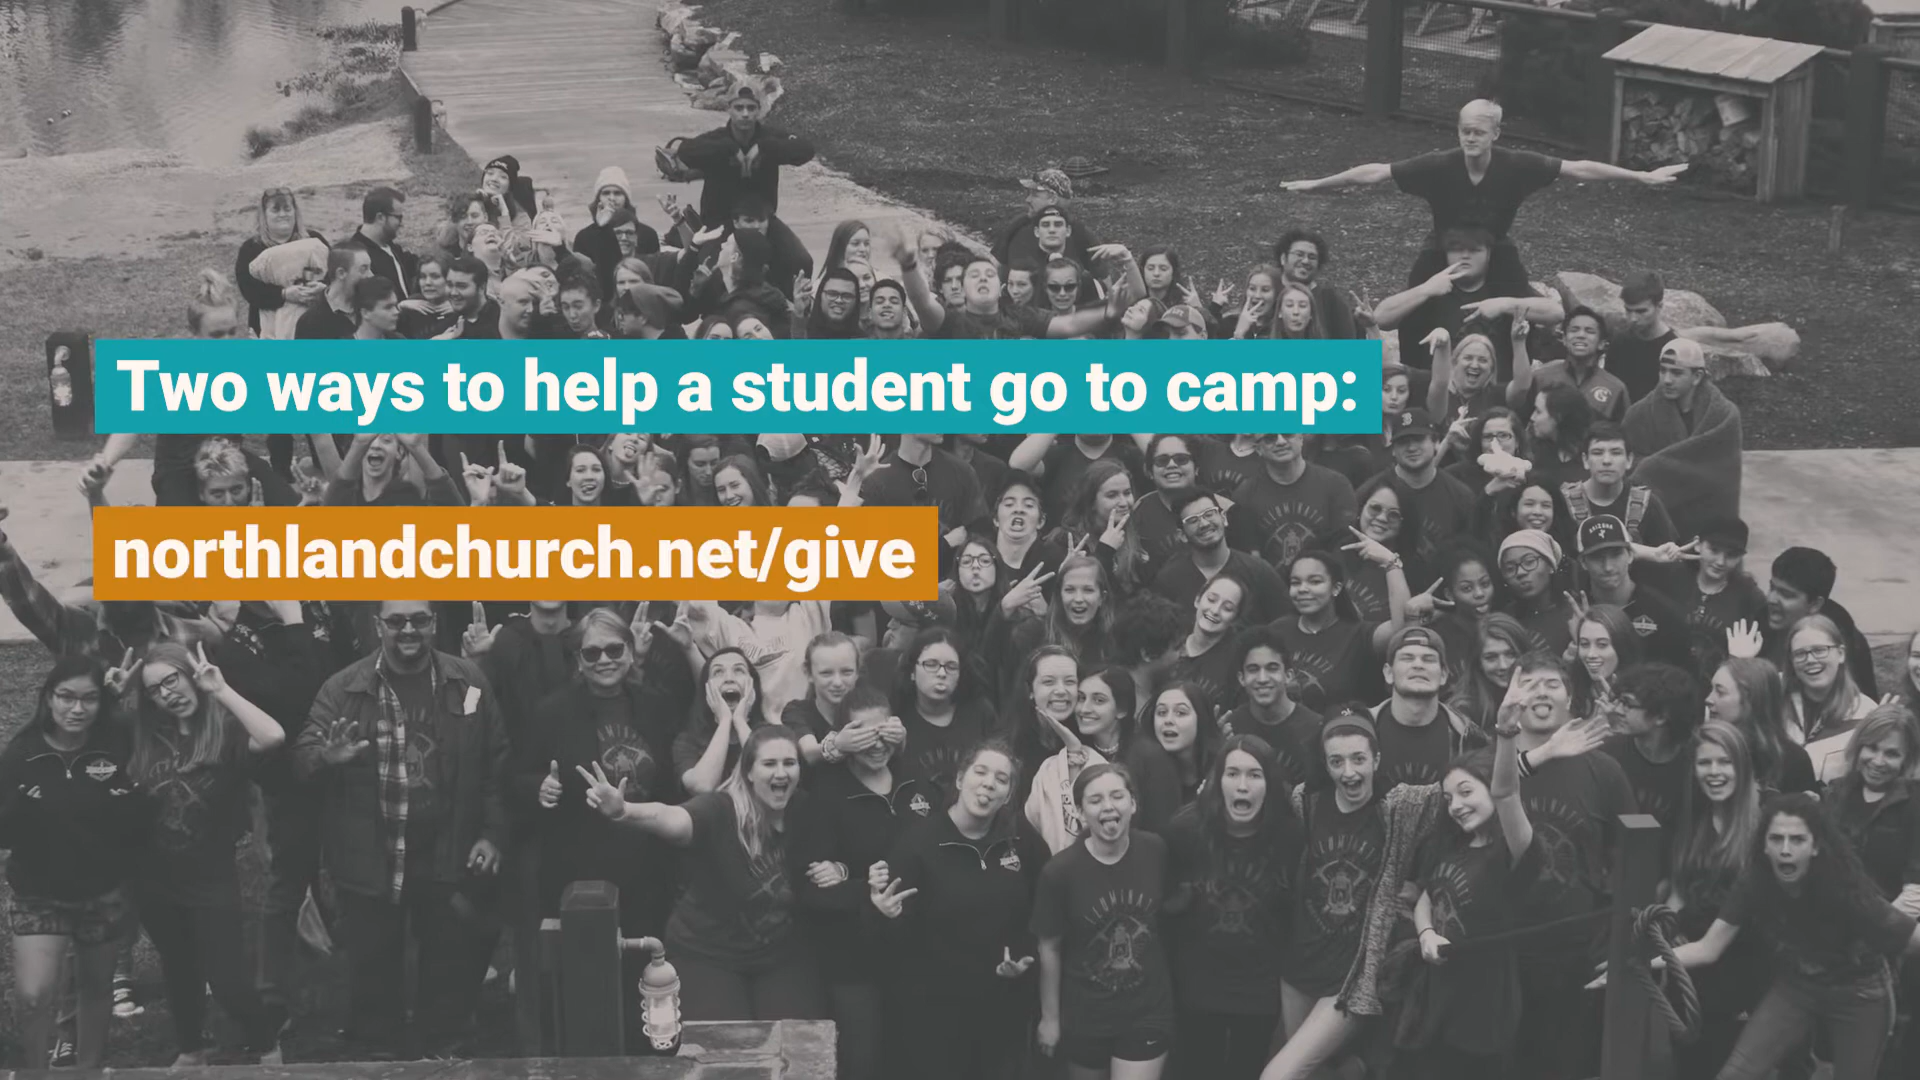 Two ways to help a student go to camp:
northlandchurch.net/give